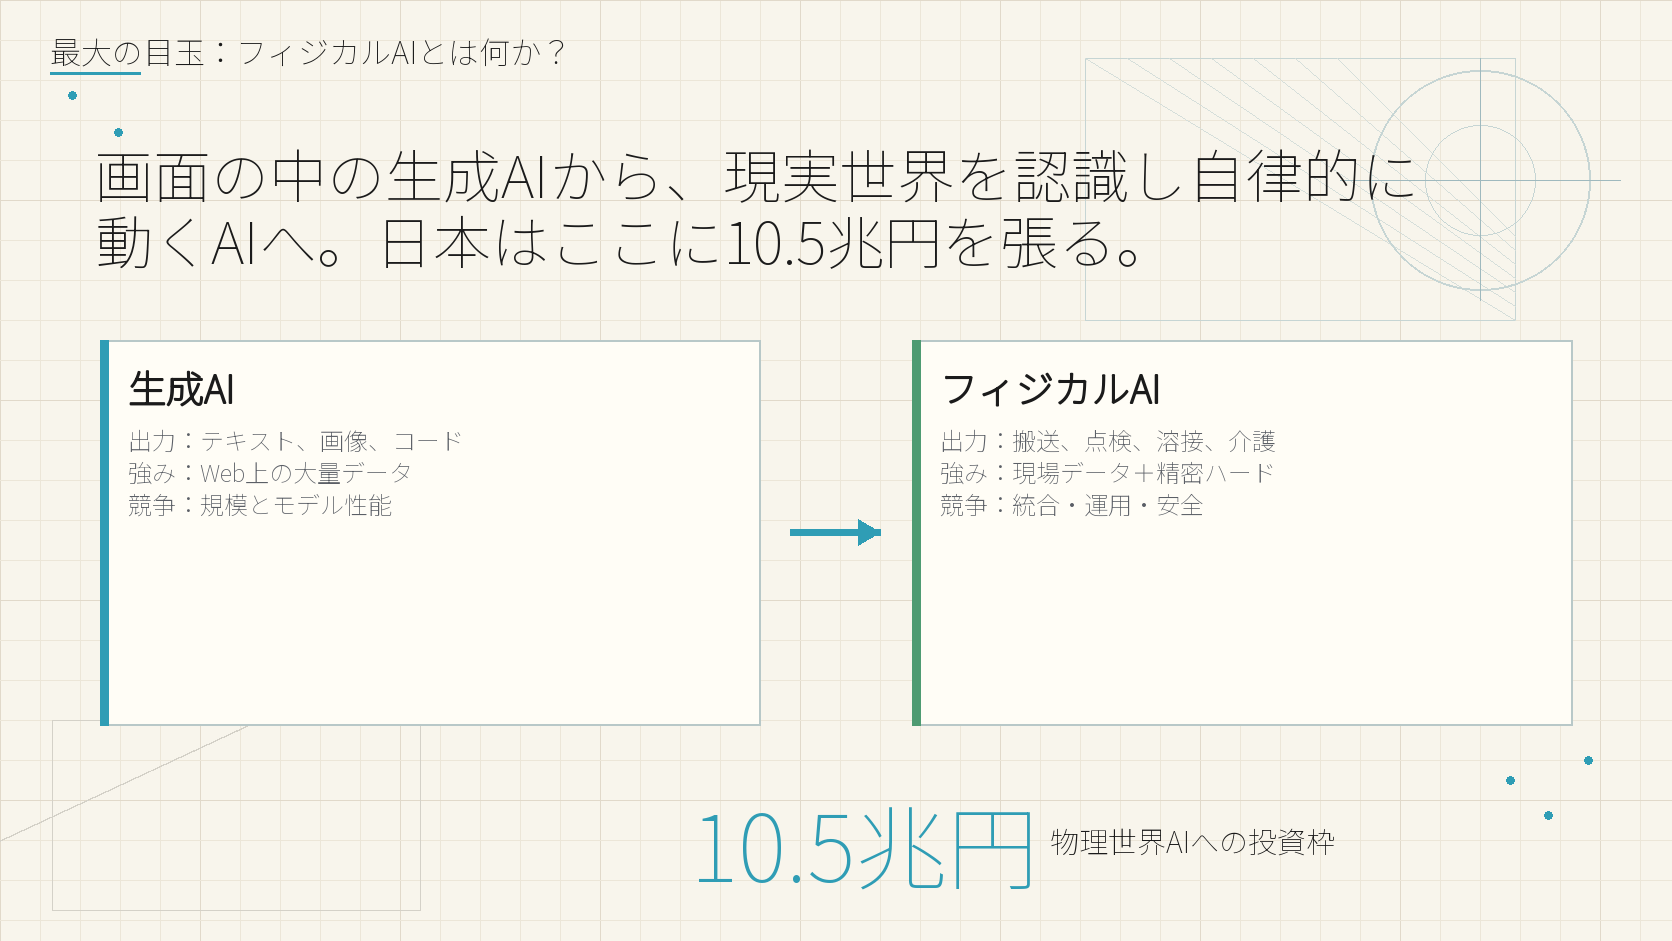 最大の目玉：フィジカルAIとは何か？
画面の中の生成AIから、現実世界を認識し自律的に
動くAIへ。日本はここに10.5兆円を張る。
生成AI
出力：テキスト、画像、コード
強み：Web上の大量データ
競争：規模とモデル性能
フィジカルAI
出力：搬送、点検、溶接、介護
強み：現場データ＋精密ハード
競争：統合・運用・安全
10.5兆円 物理世界AIへの投資枠